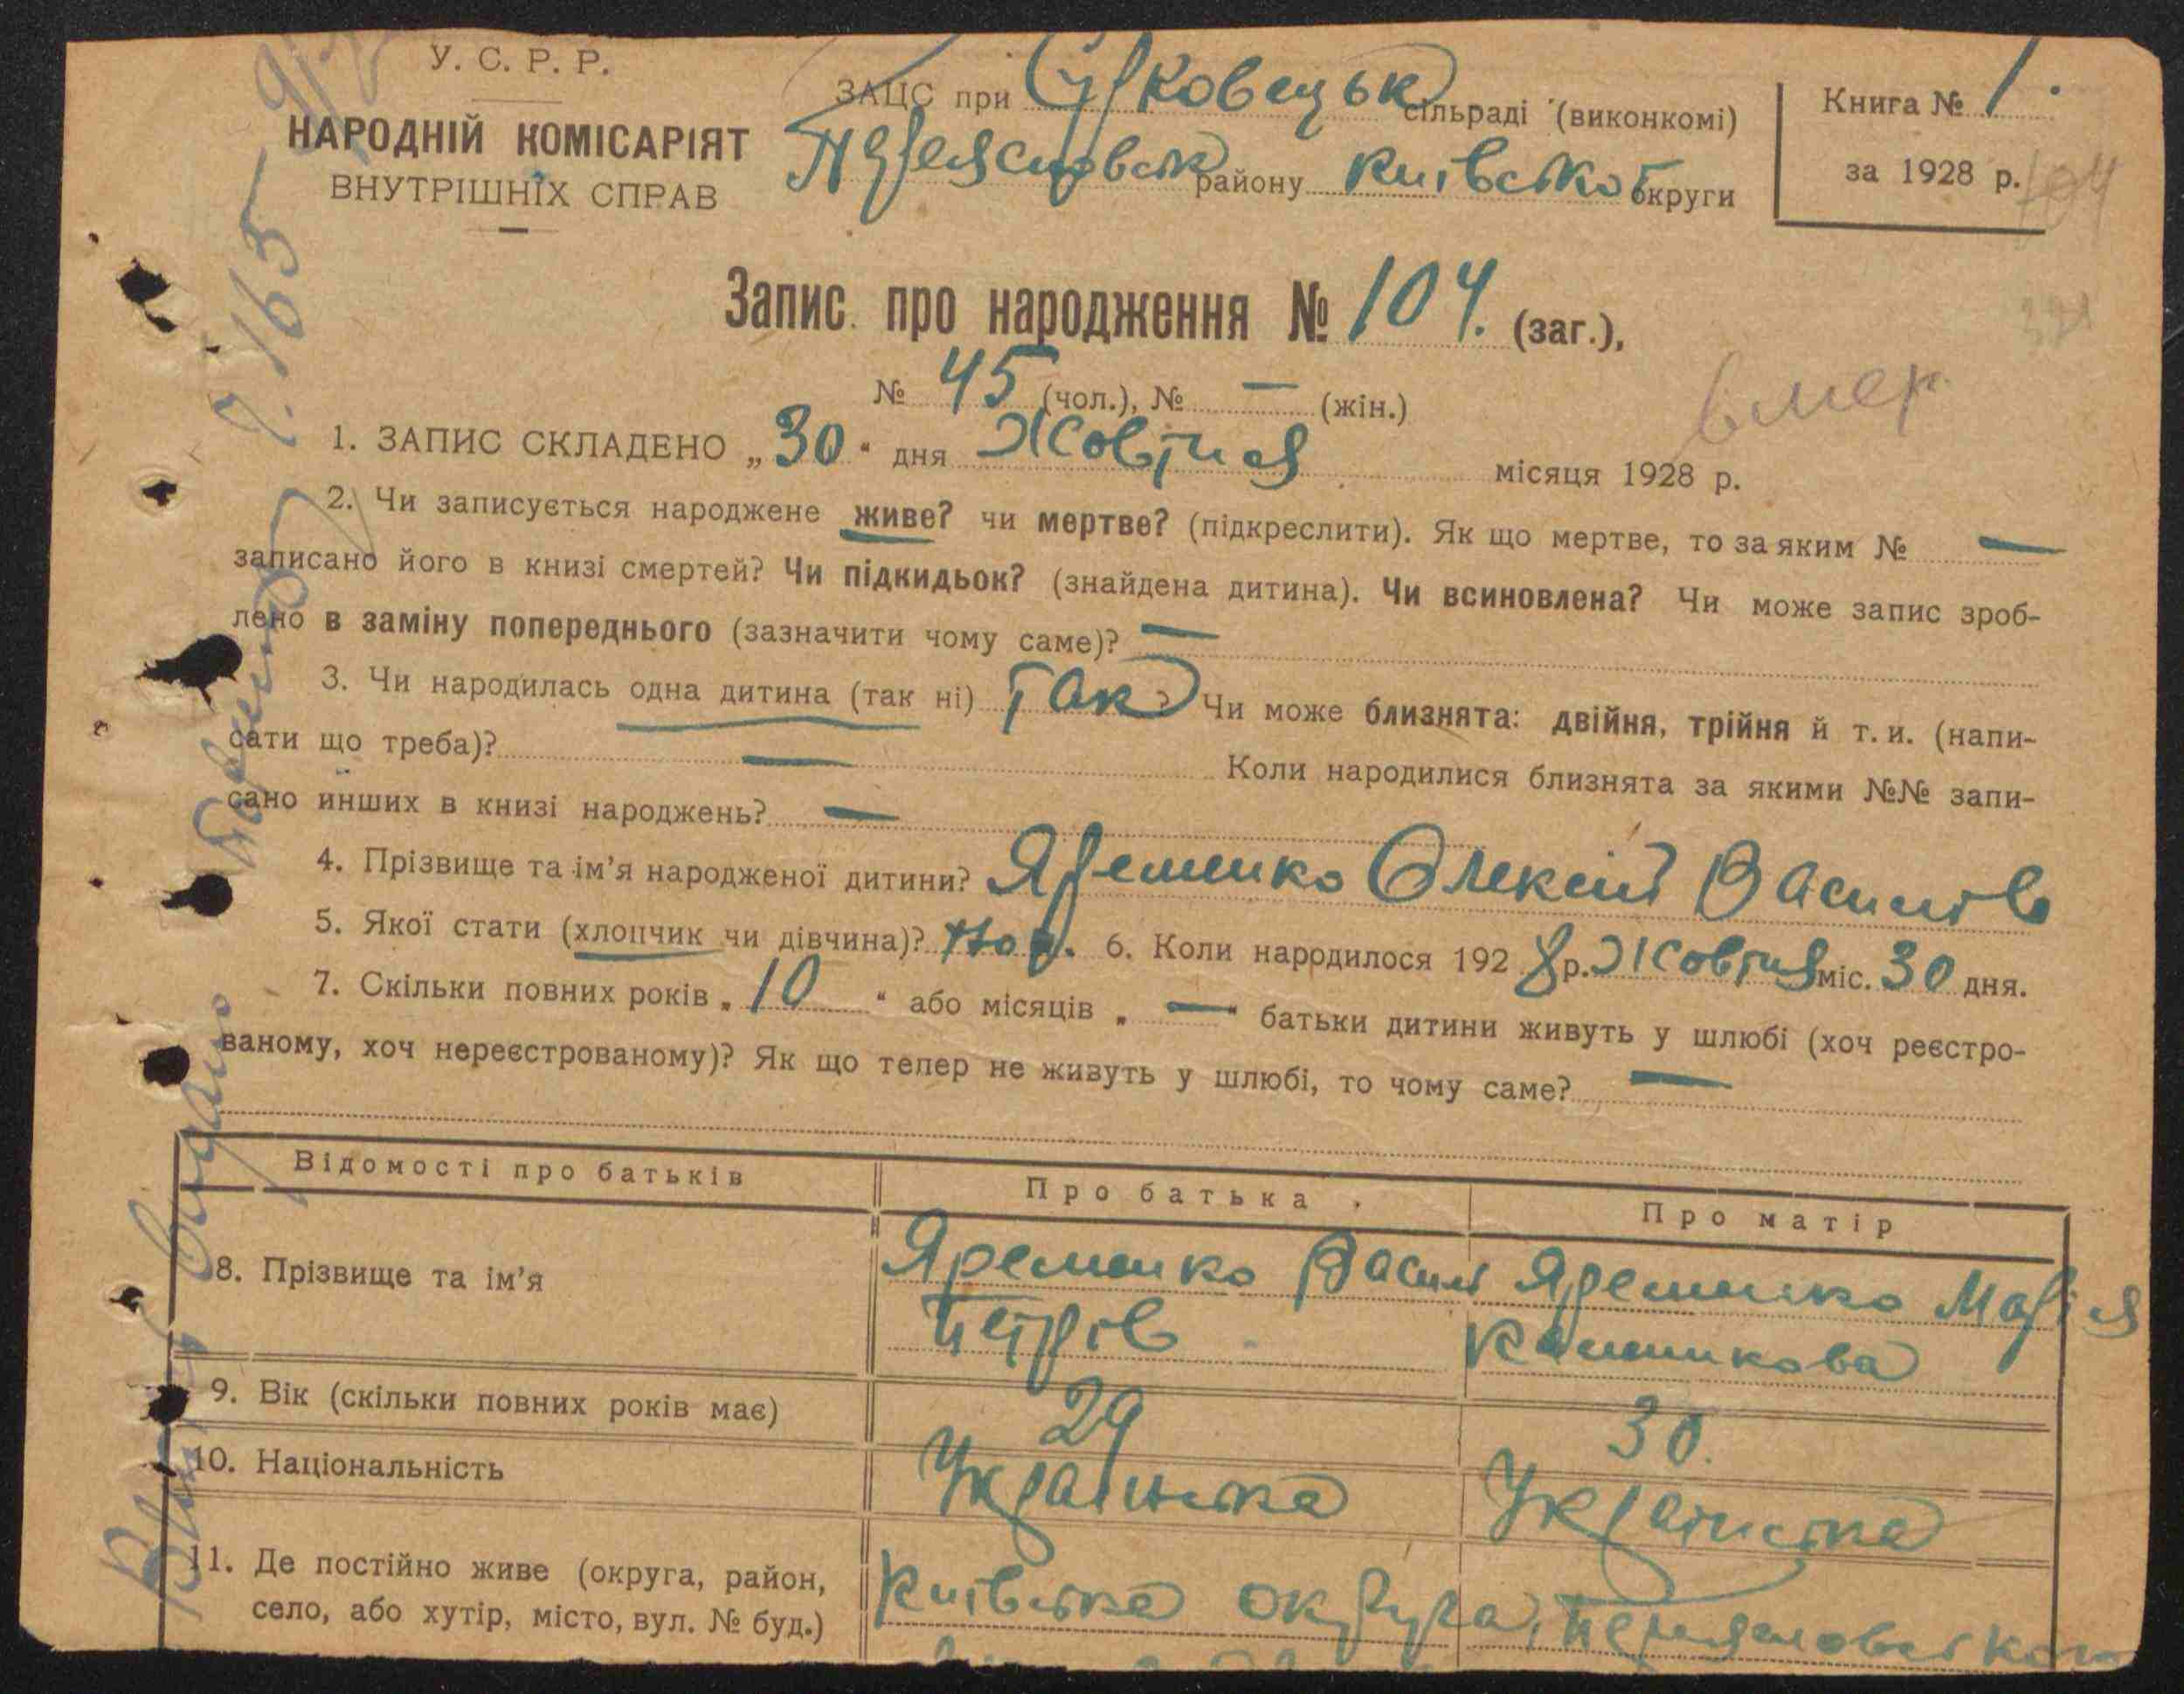 У. С. Р. Р.
НАРОДНІЙ КОМІСАРІЯТ
ВНУТРІШНІХ СПРАВ
ЗАЦС при сільраді (виконкомі)
району Київської округи
Книга № 1.
за 1928 р.
104
Запис про народження № 104. (заг.),
№ 45 (чол.), № — (жін.)
вмер
1. ЗАПИС СКЛАДЕНО „30“ дня Жовтня місяця 1928 р.
2. Чи записується народжене живе? чи мертве? (підкреслити). Як що мертве, то за яким № —
записано його в книзі смертей? Чи підкидьок? (знайдена дитина). Чи всиновлена? Чи може запис зроб-
лено в заміну попереднього (зазначити чому саме)? —
3. Чи народилась одна дитина (так ні) Так ? Чи може близнята: двійня, трійня й т. и. (напи-
сати що треба)? — Коли народилися близнята за якими №№ запи-
сано инших в книзі народжень? —
4. Прізвище та ім’я народженої дитини? Яременко Олексій Василів
5. Якої стати (хлопчик чи дівчина)? 6. Коли народилося 1928 р. Жовтня міс. 30 дня.
7. Скільки повних років „10“ або місяців „—“ батьки дитини живуть у шлюбі (хоч реєстро-
ваному, хоч нереєстрованому)? Як що тепер не живуть у шлюбі, то чому саме? —
Відомості про батьків Про батька Про матір
8. Прізвище та ім’я Яременко Василь Яременко Марія
Петрів
9. Вік (скільки повних років має) 29 30.
10. Національність Українська Українська
11. Де постійно живе (округа, район, Київська округа,
село, або хутір, місто, вул. № буд.)